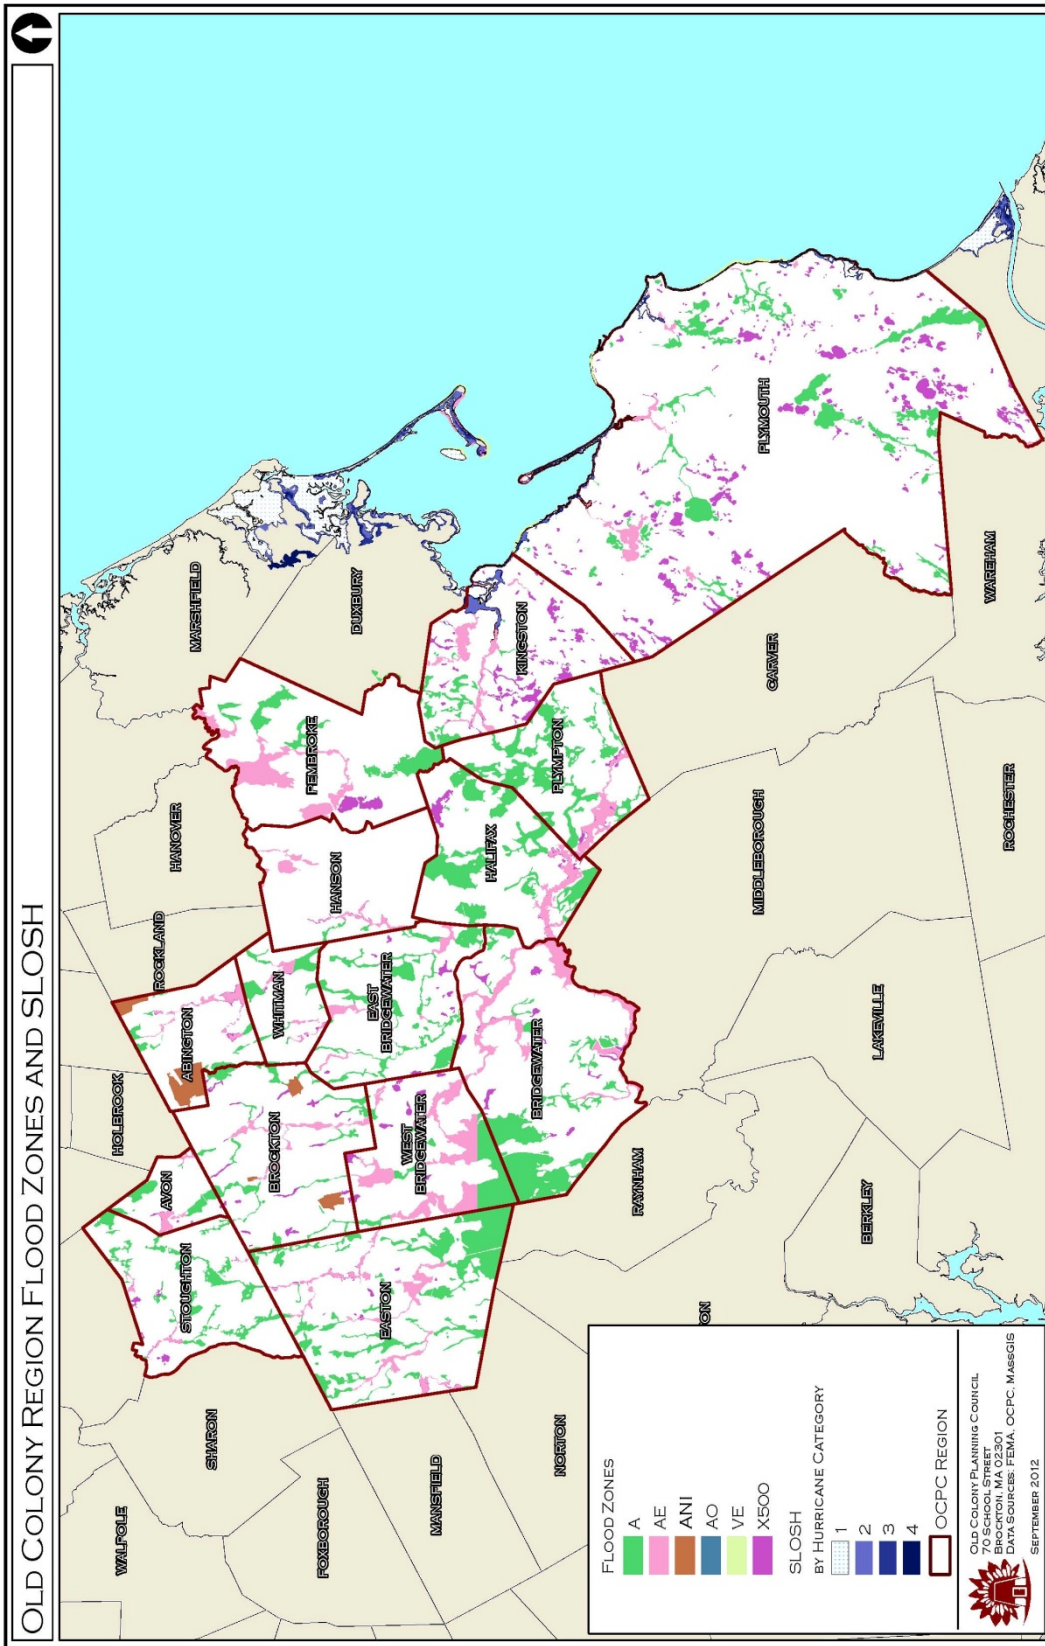 OLD COLONY REGION FLOOD ZONES AND SLOSH
WALPOLE
SHARON
FOXBOROUGH
MANSFIELD
NORTON
STOUGHTON
AVON
HOLBROOK
EASTON
BROCKTON
ABINGTON
ROCKLAND
WHITMAN
HANOVER
WEST
BRIDGEWATER
EAST
BRIDGEWATER
BRIDGEWATER
HANSON
PEMBROKE
HALIFAX
PLYMPTON
KINGSTON
MARSHFIELD
DUXBURY
PLYMOUTH
CARVER
MIDDLEBOROUGH
WAREHAM
ROCHESTER
LAKEVILLE
RAYNHAM
BERKLEY
ON
FLOOD ZONES
A
AE
ANI
AO
VE
X500
SLOSH
BY HURRICANE CATEGORY
1
2
3
4
OCPC REGION
OLD COLONY PLANNING COUNCIL
70 SCHOOL STREET
BROCKTON, MA 02301
DATA SOURCES: FEMA, OCPC, MASSGIS
SEPTEMBER 2012